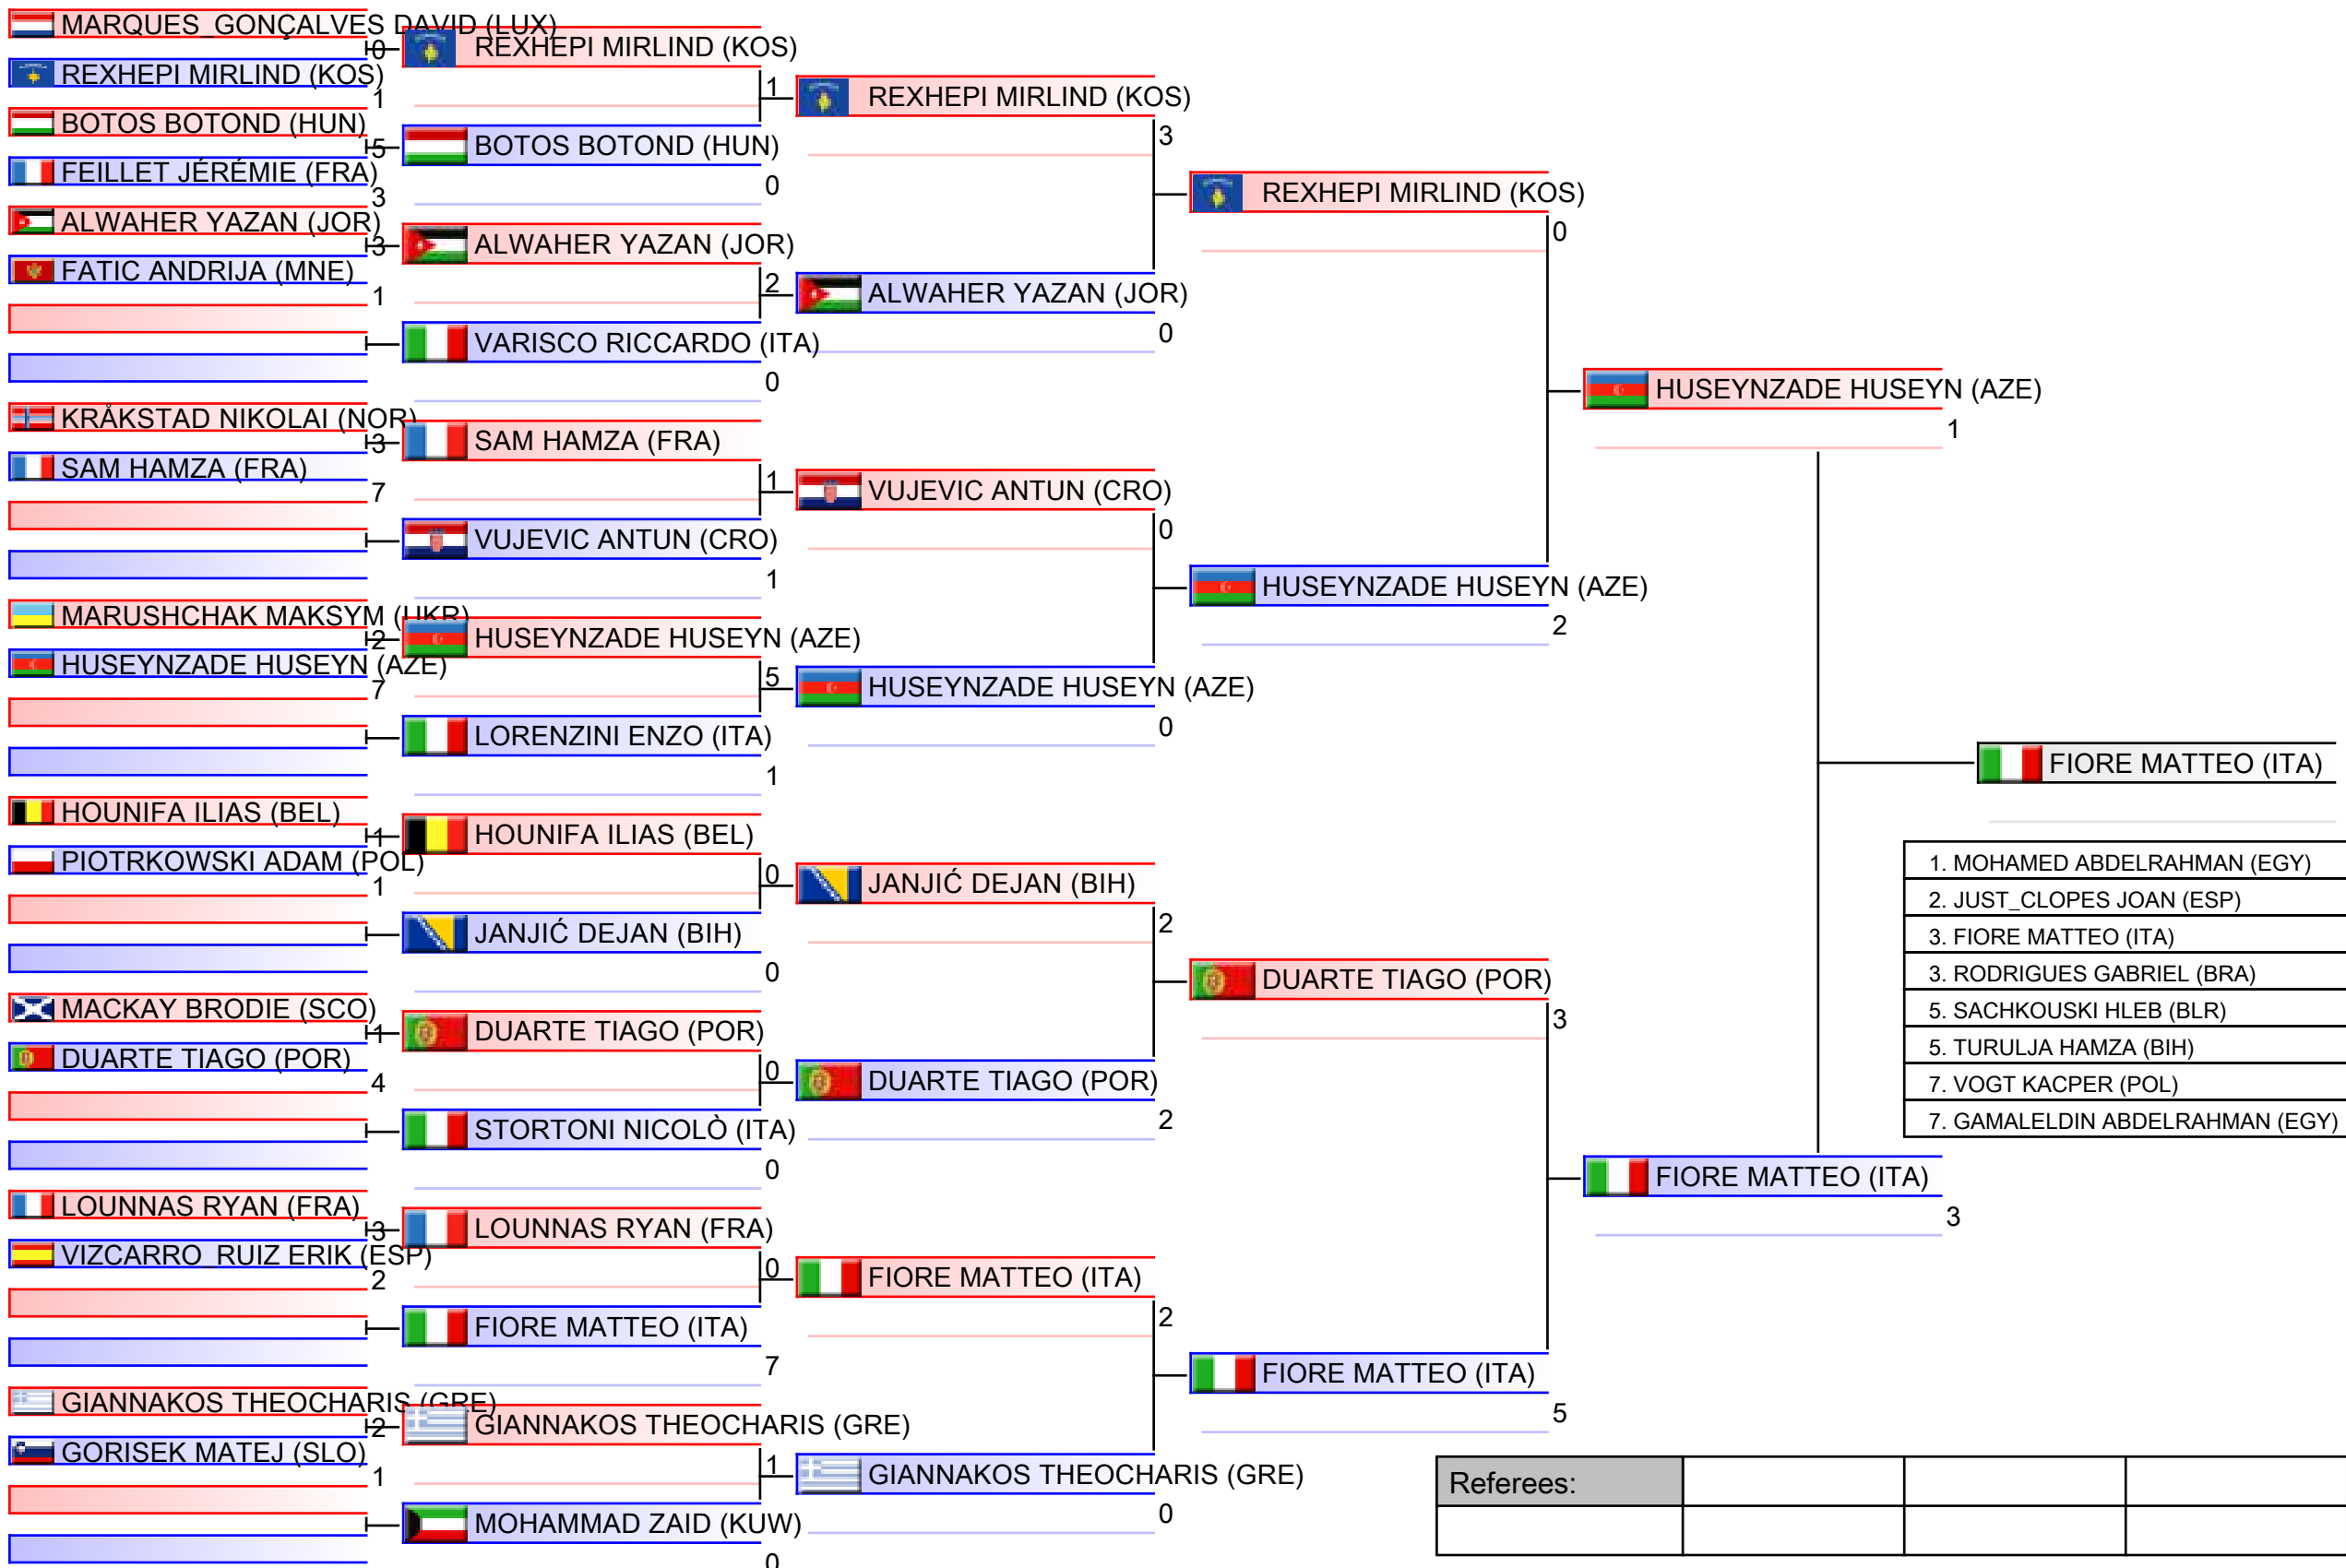 MARQUES_GONÇALVES DAVID (LUX)
0
REXHEPI MIRLIND (KOS)
1
BOTOS BOTOND (HUN)
5
FEILLET JÉRÉMIE (FRA)
3
ALWAHER YAZAN (JOR)
3
FATIC ANDRIJA (MNE)
1
KRÅKSTAD NIKOLAI (NOR)
3
SAM HAMZA (FRA)
7
MARUSHCHAK MAKSYM (UKR)
2
HUSEYNZADE HUSEYN (AZE)
7
HOUNIFA ILIAS (BEL)
1
PIOTRKOWSKI ADAM (POL)
1
MACKAY BRODIE (SCO)
1
DUARTE TIAGO (POR)
4
LOUNNAS RYAN (FRA)
3
VIZCARRO_RUIZ ERIK (ESP)
2
GIANNAKOS THEOCHARIS (GRE)
2
GORISEK MATEJ (SLO)
1
REXHEPI MIRLIND (KOS)
1
BOTOS BOTOND (HUN)
0
ALWAHER YAZAN (JOR)
2
VARISCO RICCARDO (ITA)
0
SAM HAMZA (FRA)
1
VUJEVIC ANTUN (CRO)
1
HUSEYNZADE HUSEYN (AZE)
5
LORENZINI ENZO (ITA)
1
HOUNIFA ILIAS (BEL)
0
JANJIĆ DEJAN (BIH)
0
DUARTE TIAGO (POR)
0
STORTONI NICOLÒ (ITA)
0
LOUNNAS RYAN (FRA)
0
FIORE MATTEO (ITA)
7
GIANNAKOS THEOCHARIS (GRE)
1
MOHAMMAD ZAID (KUW)
0
REXHEPI MIRLIND (KOS)
3
ALWAHER YAZAN (JOR)
0
VUJEVIC ANTUN (CRO)
0
HUSEYNZADE HUSEYN (AZE)
0
JANJIĆ DEJAN (BIH)
2
DUARTE TIAGO (POR)
2
FIORE MATTEO (ITA)
2
GIANNAKOS THEOCHARIS (GRE)
0
REXHEPI MIRLIND (KOS)
0
HUSEYNZADE HUSEYN (AZE)
2
DUARTE TIAGO (POR)
3
FIORE MATTEO (ITA)
5
HUSEYNZADE HUSEYN (AZE)
1
FIORE MATTEO (ITA)
3
FIORE MATTEO (ITA)
1. MOHAMED ABDELRAHMAN (EGY)
2. JUST_CLOPES JOAN (ESP)
3. FIORE MATTEO (ITA)
3. RODRIGUES GABRIEL (BRA)
5. SACHKOUSKI HLEB (BLR)
5. TURULJA HAMZA (BIH)
7. VOGT KACPER (POL)
7. GAMALELDIN ABDELRAHMAN (EGY)
Referees: